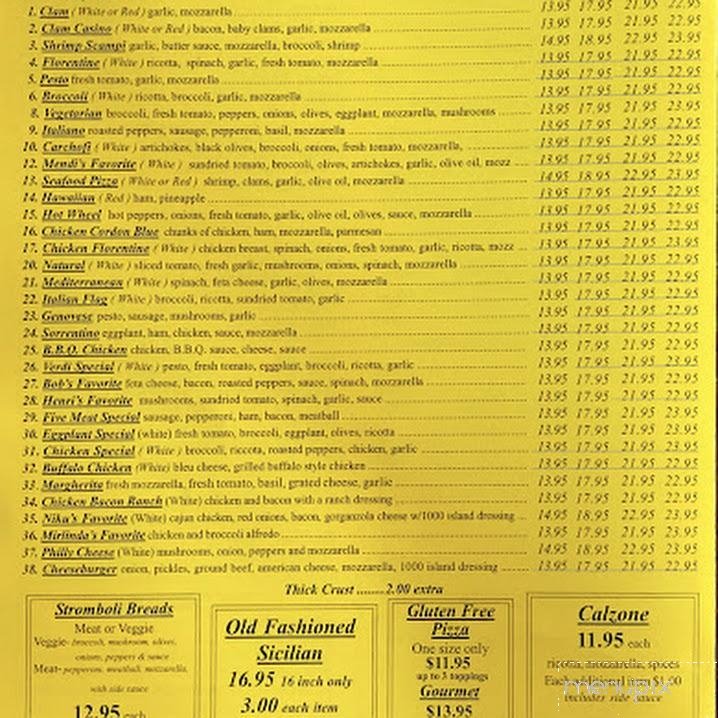 1. Clam ( White or Red ) garlic, mozzarella 13.95 17.95 21.95 22.95
2. Clam Casino ( White or Red ) bacon, baby clams, garlic, mozzarella 13.95 17.95 21.95 22.95
3. Shrimp Scampi garlic, butter sauce, mozzarella, broccoli, shrimp 14.95 18.95 22.95 23.95
4. Florentine ( White ) ricotta, spinach, garlic, fresh tomato, mozzarella 13.95 17.95 21.95 22.95
5. Pesto fresh tomato, garlic, mozzarella 13.95 17.95 21.95 22.95
6. Broccoli ( White ) ricotta, broccoli, garlic, mozzarella 13.95 17.95 21.95 22.95
8. Vegetarian broccoli, fresh tomato, peppers, onions, olives, eggplant, mozzarella, mushrooms 13.95 17.95 21.95 23.95
9. Italiano roasted peppers, sausage, pepperoni, basil, mozzarella 13.95 17.95 21.95 22.95
10. Carchofi ( White ) artichokes, black olives, broccoli, onions, fresh tomato, mozzarella, 13.95 17.95 21.95 22.95
12. Mendi's Favorite ( White ) sundried tomato, broccoli, olives, artichokes, garlic, olive oil, mozz 13.95 17.95 21.95 23.95
13. Seafood Pizza ( White or Red ) shrimp, clams, garlic, olive oil, mozzarella 14.95 18.95 22.95 23.95
14. Hawaiian ( Red ) ham, pineapple 13.95 17.95 21.95 22.95
15. Hot Wheel hot peppers, onions, fresh tomato, garlic, olive oil, olives, sauce, mozzarella 13.95 17.95 21.95 22.95
16. Chicken Cordon Blue chunks of chicken, ham, mozzarella, parmesan 13.95 17.95 21.95 22.95
17. Chicken Florentine ( White ) chicken breast, spinach, onions, fresh tomato, garlic, ricotta, mozz 13.95 17.95 21.95 23.95
20. Natural ( White ) sliced tomato, fresh garlic, mushrooms, onions, spinach, mozzarella 13.95 17.95 21.95 22.95
21. Mediterranean ( White ) spinach, feta cheese, garlic, olives, mozzarella 13.95 17.95 21.95 22.95
22. Italian Flag ( White ) broccoli, ricotta, sundried tomato, garlic 13.95 17.95 21.95 22.95
23. Genovese pesto, sausage, mushrooms, garlic 13.95 17.95 21.95 22.95
24. Sorrentino eggplant, ham, chicken, sauce, mozzarella 13.95 17.95 21.95 22.95
25. B.B.Q. Chicken chicken, B.B.Q. sauce, cheese, sauce 13.95 17.95 21.95 22.95
26. Verdi Special ( White ) pesto, fresh tomato, eggplant, broccoli, ricotta, garlic 13.95 17.95 21.95 23.95
27. Bob's Favorite feta cheese, bacon, roasted peppers, sauce, spinach, mozzarella 13.95 17.95 21.95 22.95
28. Henri's Favorite mushrooms, sundried tomato, spinach, garlic, sauce 13.95 17.95 21.95 22.95
29. Five Meat Special sausage, pepperoni, ham, bacon, meatball 13.95 17.95 21.95 23.95
30. Eggplant Special (white) fresh tomato, broccoli, eggplant, olives, ricotta 13.95 17.95 21.95 22.95
31. Chicken Special ( White ) broccoli, riccota, roasted peppers, chicken, garlic 13.95 17.95 21.95 23.95
32. Buffalo Chicken (White) bleu cheese, grilled buffalo style chicken 13.95 17.95 21.95 22.95
33. Margherita fresh mozzarella, fresh tomato, basil, grated cheese, garlic 13.95 17.95 21.95 23.95
34. Chicken Bacon Ranch (White) chicken and bacon with a ranch dressing 13.95 17.95 21.95 23.95
35. Niku's Favorite (White) cajun chicken, red onions, bacon, gorganzola cheese w/1000 island dressing 14.95 18.95 22.95 23.95
36. Mirlinda's Favorite chicken and broccoli alfredo 13.95 17.95 21.95 23.95
37. Philly Cheese (White) mushrooms, onion, peppers and mozzarella 14.95 18.95 22.95 23.95
38. Cheeseburger onion, pickles, ground beef, american cheese, mozzarella, 1000 island dressing 13.95 17.95 21.95 22.95
Thick Crust ........2.00 extra
Stromboli Breads
Meat or Veggie
Veggie- broccoli, mushroom, olives,
onions, peppers & sauce
Meat- pepperoni, meatball, mozzarella,
with side sauce
12.95 each
Old Fashioned
Sicilian
16.95 16 inch only
3.00 each item
Gluten Free
Pizza
One size only
$11.95
up to 3 toppings
Gourmet
$13.95
Calzone
11.95 each
ricotta, mozzarella, spices
Each additional item $1.00
includes side sauce
menupix